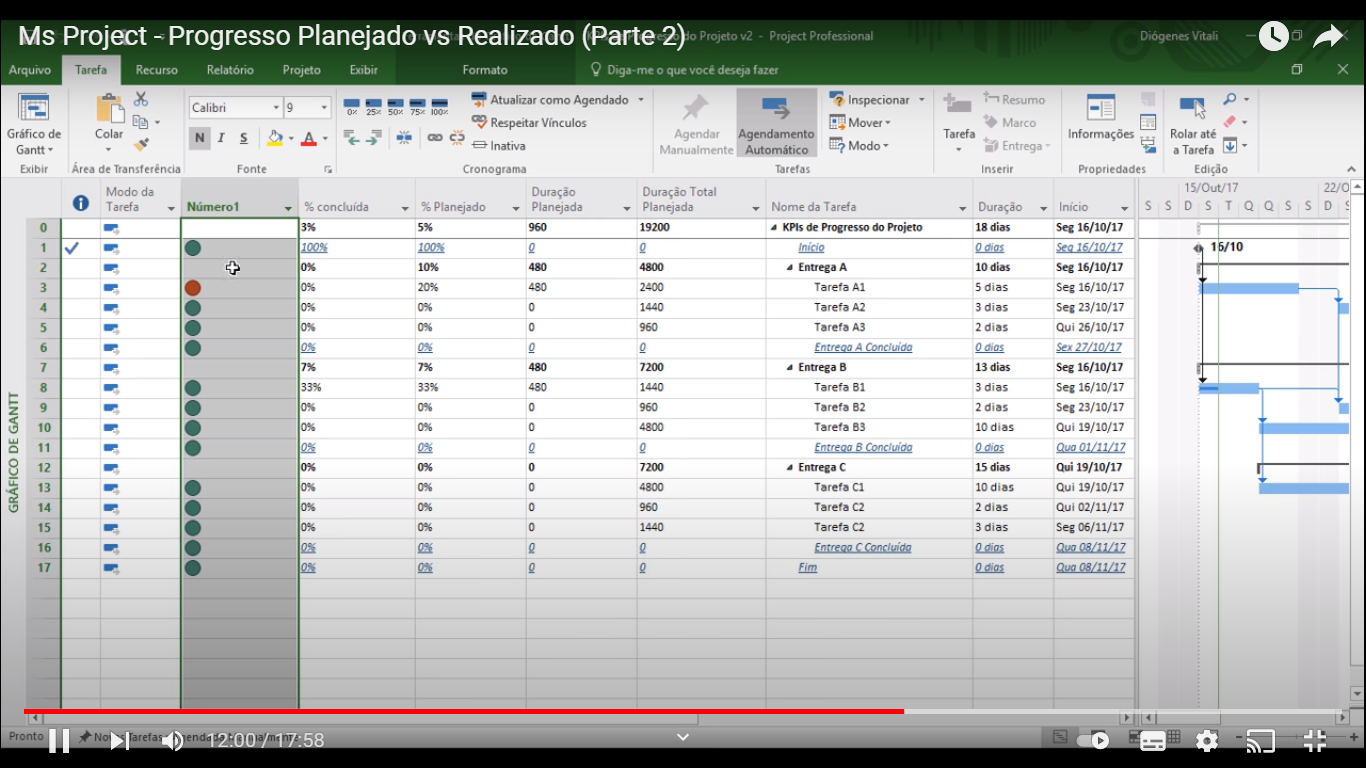 Ms Project - Progresso Planejado vs Realizado (Parte 2)
do Projeto v2 - Project Professional
Diógenes Vitali
Arquivo Tarefa Recurso Relatório Projeto Exibir Formato Diga-me o que você deseja fazer
Calibri 9
0% 25% 50% 75% 100%
Atualizar como Agendado
Respeitar Vínculos
Inativa
Gráfico de Gantt
Colar
N I S
A
Agendar Manualmente
Agendamento Automático
Inspecionar
Mover
Modo
Tarefa
Resumo
Marco
Entrega
Informações
Rolar até a Tarefa
Exibir Área de Transferência Fonte Cronograma Tarefas Inserir Propriedades Edição
Modo da Tarefa Número1 % concluída % Planejado Duração Planejada Duração Total Planejada Nome da Tarefa Duração Início
15/Out/17
S S D S T Q Q S S D S
0 3% 5% 960 19200 KPIs de Progresso do Projeto 18 dias Seg 16/10/17
1 100% 100% 0 0 Início 0 dias Seg 16/10/17 16/10
2 0% 10% 480 4800 Entrega A 10 dias Seg 16/10/17
3 0% 20% 480 2400 Tarefa A1 5 dias Seg 16/10/17
4 0% 0% 0 1440 Tarefa A2 3 dias Seg 23/10/17
5 0% 0% 0 960 Tarefa A3 2 dias Qui 26/10/17
6 0% 0% 0 0 Entrega A Concluída 0 dias Sex 27/10/17
7 7% 7% 480 7200 Entrega B 13 dias Seg 16/10/17
8 33% 33% 480 1440 Tarefa B1 3 dias Seg 16/10/17
9 0% 0% 0 960 Tarefa B2 2 dias Seg 23/10/17
10 0% 0% 0 4800 Tarefa B3 10 dias Qui 19/10/17
11 0% 0% 0 0 Entrega B Concluída 0 dias Qua 01/11/17
12 0% 0% 0 7200 Entrega C 15 dias Qui 19/10/17
13 0% 0% 0 4800 Tarefa C1 10 dias Qui 19/10/17
14 0% 0% 0 960 Tarefa C2 2 dias Qui 02/11/17
15 0% 0% 0 1440 Tarefa C2 3 dias Seg 06/11/17
16 0% 0% 0 0 Entrega C Concluída 0 dias Qua 08/11/17
17 0% 0% 0 0 Fim 0 dias Qua 08/11/17
GRÁFICO DE GANTT
Pronto
12:00 / 17:58